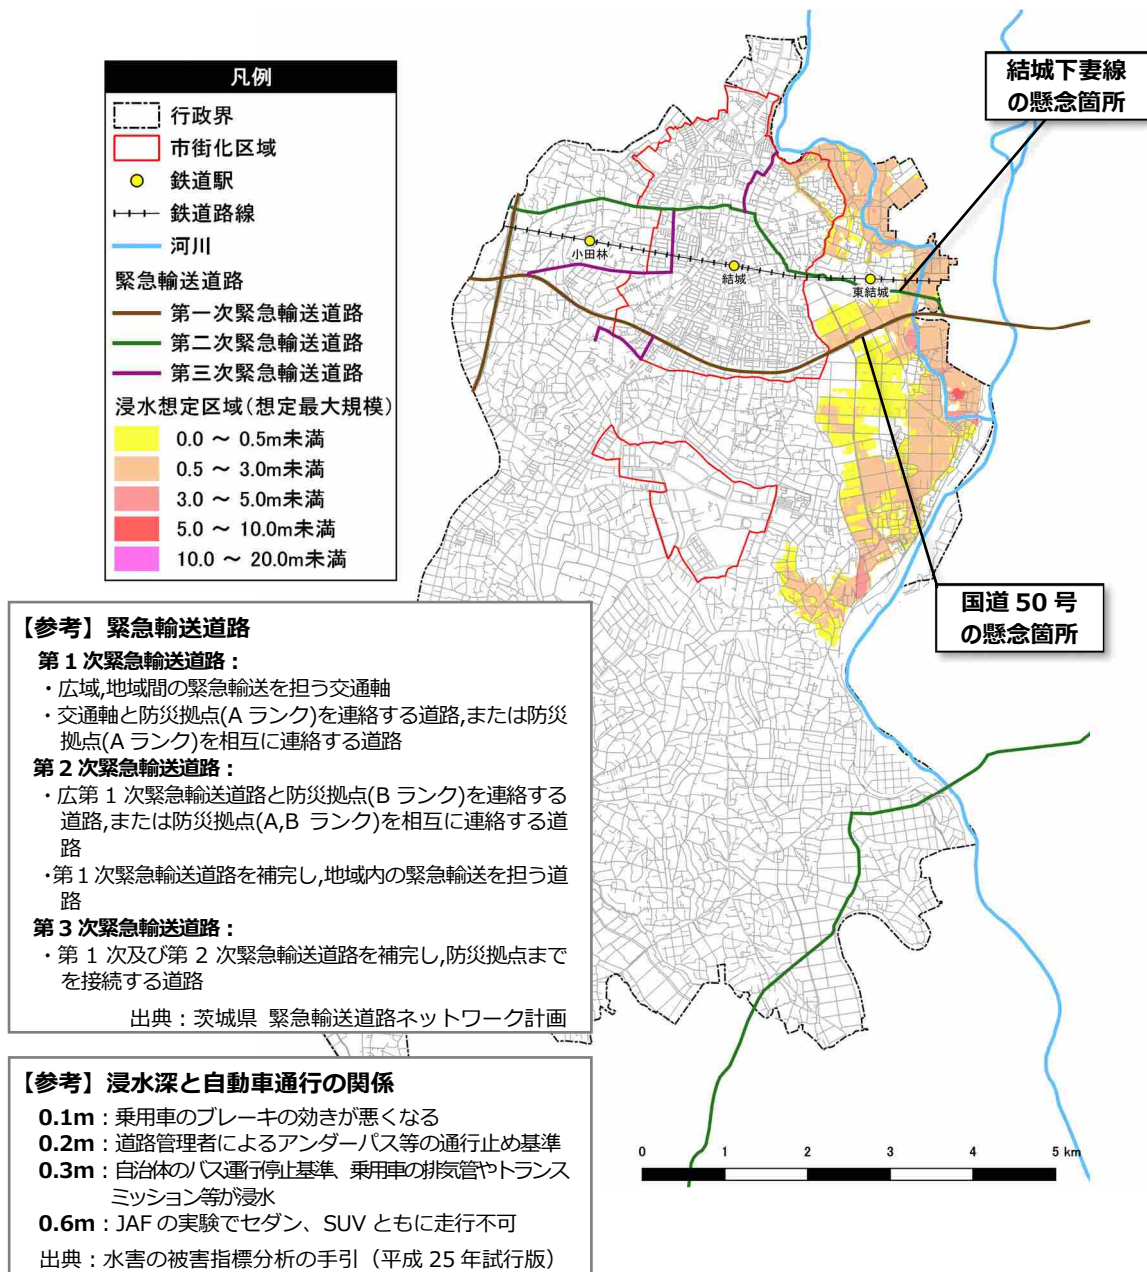 凡例
行政界
市街化区域
鉄道駅
鉄道路線
河川
緊急輸送道路
第一次緊急輸送道路
第二次緊急輸送道路
第三次緊急輸送道路
浸水想定区域(想定最大規模)
0.0 ～ 0.5m未満
0.5 ～ 3.0m未満
3.0 ～ 5.0m未満
5.0 ～ 10.0m未満
10.0 ～ 20.0m未満
結城下妻線
の懸念箇所
小田林
結城
東結城
国道 50 号
の懸念箇所
【参考】緊急輸送道路
第 1 次緊急輸送道路：
・広域,地域間の緊急輸送を担う交通軸
・交通軸と防災拠点(A ランク)を連絡する道路,または防災
拠点(A ランク)を相互に連絡する道路
第 2 次緊急輸送道路：
・広第 1 次緊急輸送道路と防災拠点(B ランク)を連絡する
道路,または防災拠点(A,B ランク)を相互に連絡する道
路
・第 1 次緊急輸送道路を補完し,地域内の緊急輸送を担う道
路
第 3 次緊急輸送道路：
・第 1 次及び第 2 次緊急輸送道路を補完し,防災拠点まで
を接続する道路
出典：茨城県 緊急輸送道路ネットワーク計画
【参考】浸水深と自動車通行の関係
0.1m：乗用車のブレーキの効きが悪くなる
0.2m：道路管理者によるアンダーパス等の通行止め基準
0.3m：自治体のバス運行停止基準、乗用車の排気管やトランス
ミッション等が浸水
0.6m：JAF の実験でセダン、SUV ともに走行不可
出典：水害の被害指標分析の手引（平成 25 年試行版）
0 1 2 3 4 5 km